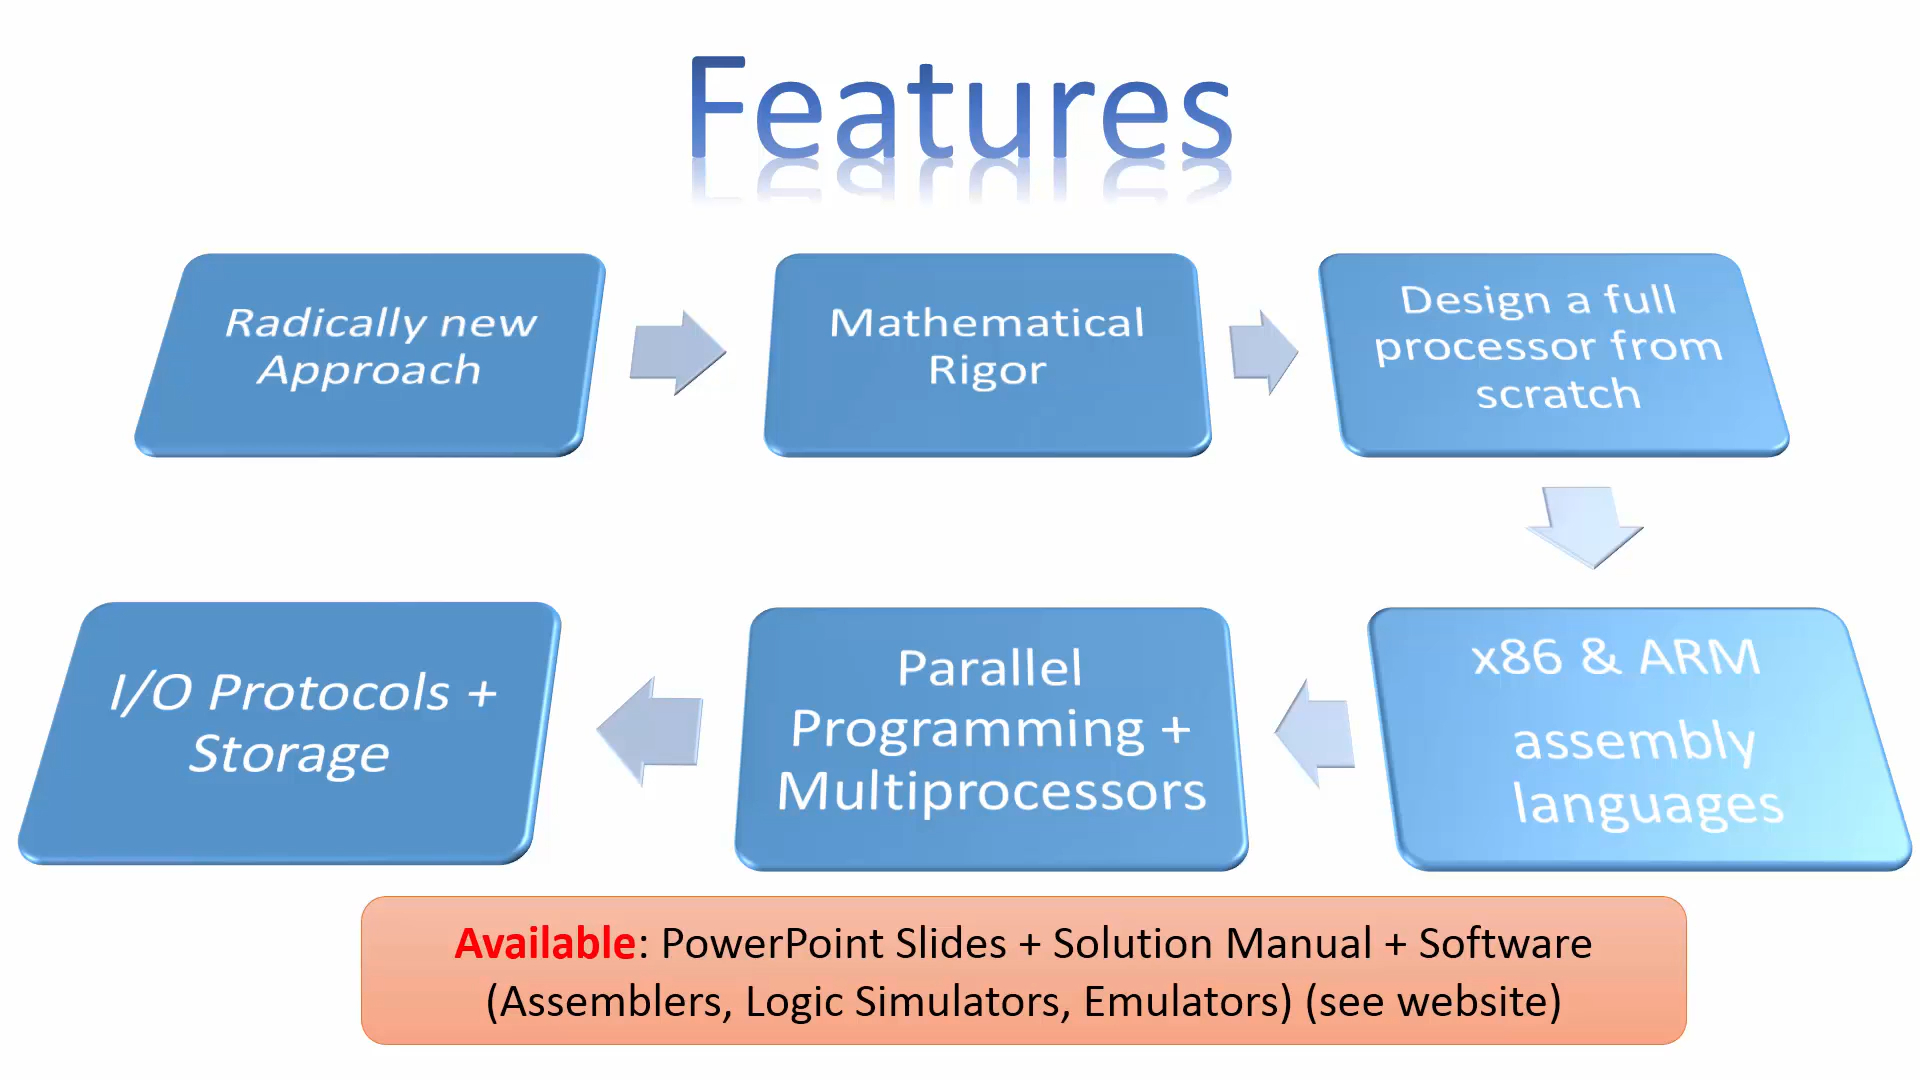 Features
Radically new
Approach
Mathematical
Rigor
Design a full
processor from
scratch
x86 & ARM
assembly
languages
Parallel
Programming +
Multiprocessors
I/O Protocols +
Storage
Available: PowerPoint Slides + Solution Manual + Software
(Assemblers, Logic Simulators, Emulators) (see website)